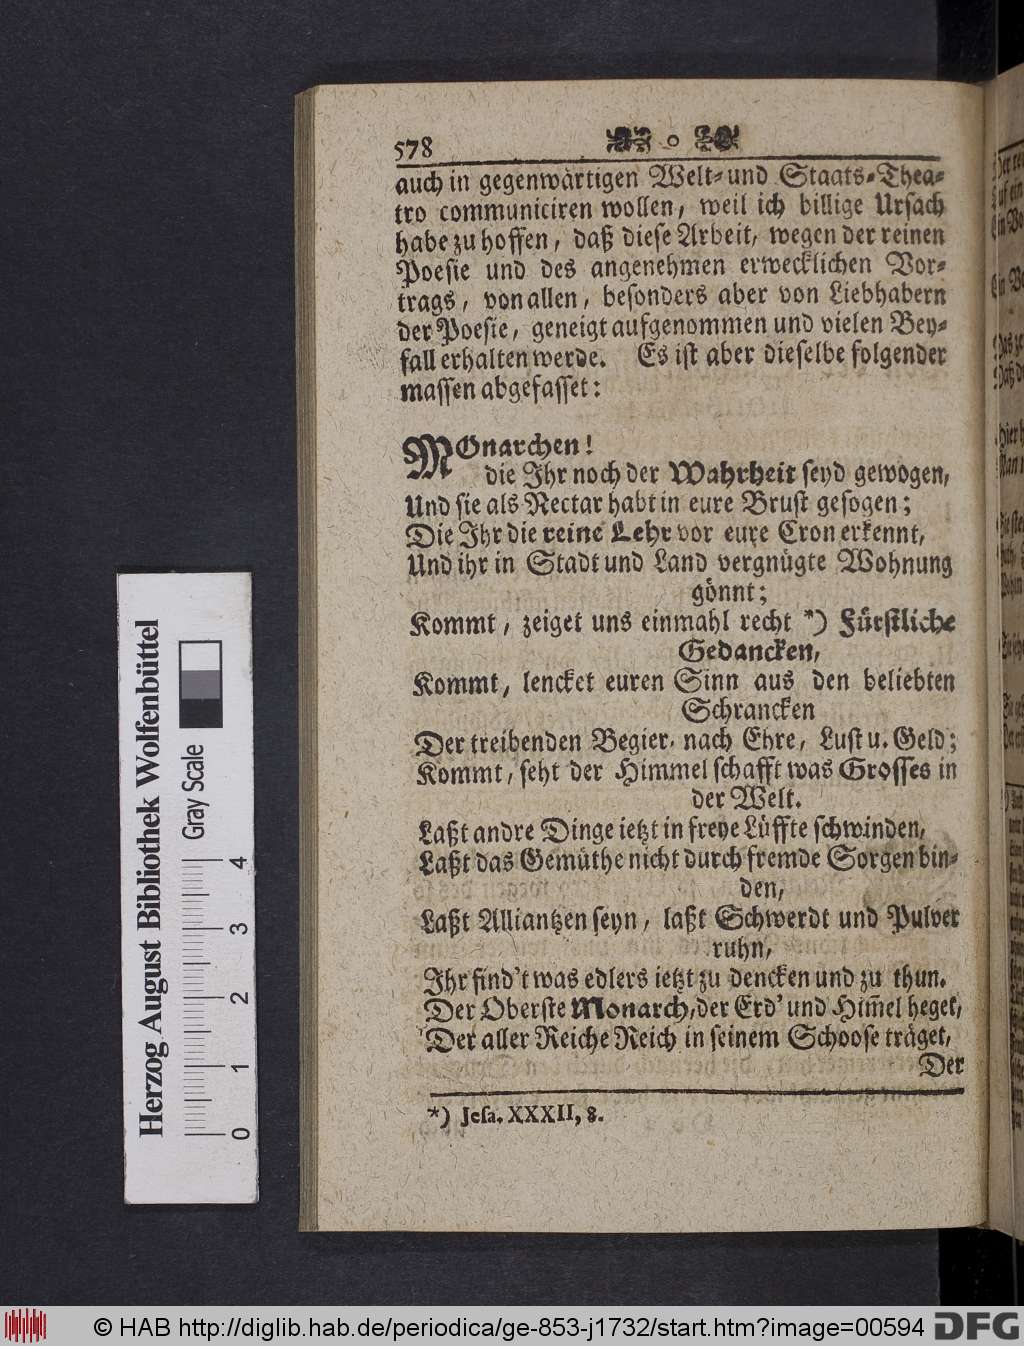 578
auch in gegenwärtigen Welt- und Staats-Thea-
tro communiciren wollen, weil ich billige Ursach
habe zu hoffen, daß diese Arbeit, wegen der reinen
Poesie und des angenehmen erwecklichen Vor-
trags, von allen, besonders aber von Liebhabern
der Poesie, geneigt aufgenommen und vielen Bey-
fall erhalten werde. Es ist aber dieselbe folgender
massen abgefasset:
MOnarchen!
die Ihr noch der Wahrheit seyd gewogen,
Und sie als Nectar habt in eure Brust gesogen;
Die Ihr die reine Lehr vor eure Cron erkennt,
Und ihr in Stadt und Land vergnügte Wohnung
gönnt;
Kommt, zeiget uns einmahl recht *) Fürstliche
Gedancken,
Kommt, lencket euren Sinn aus den beliebten
Schrancken
Der treibenden Begier, nach Ehre, Lust u. Geld;
Kommt, seht der Himmel schafft was Grosses in
der Welt.
Laßt andre Dinge ietzt in freye Lüffte schwinden,
Laßt das Gemüthe nicht durch fremde Sorgen bin-
den,
Laßt Alliantzen seyn, laßt Schwerdt und Pulver
ruhn,
Ihr find't was edlers ietzt zu dencken und zu thun.
Der Oberste Monarch, der Erd' und Him̃el heget,
Der aller Reiche Reich in seinem Schoose träget,
Der
*) Jesa. XXXII, 8.
Herzog August Bibliothek Wolfenbüttel
Gray Scale
0 1 2 3 4
© HAB http://diglib.hab.de/periodica/ge-853-j1732/start.htm?image=00594
DFG